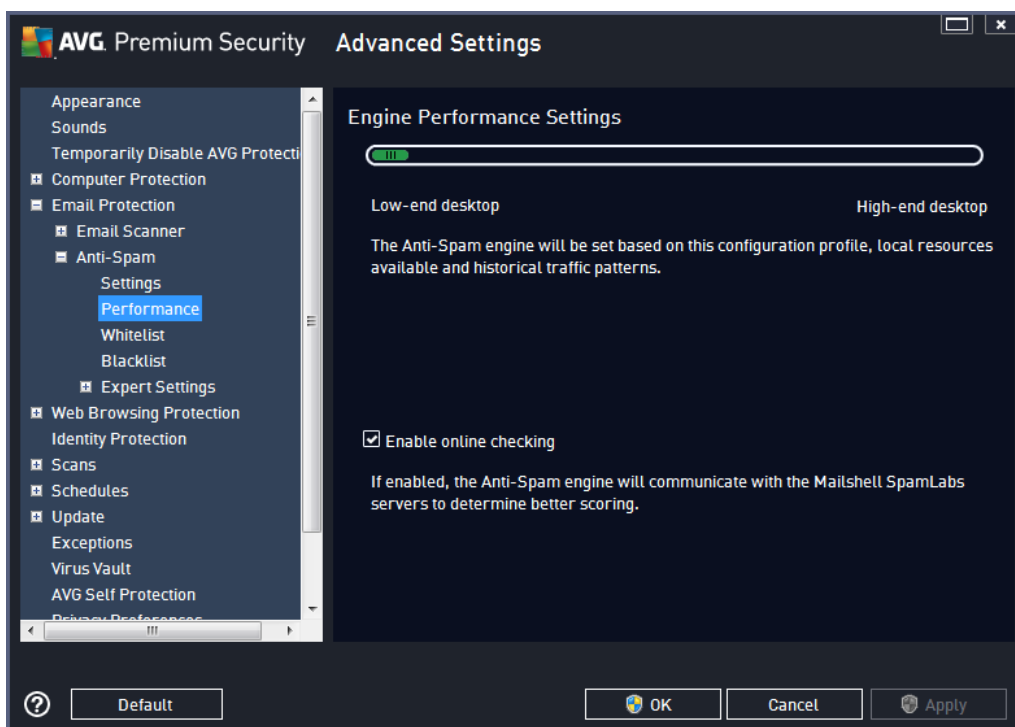 AVG. Premium Security
Advanced Settings
Appearance
Sounds
Temporarily Disable AVG Protecti
Computer Protection
Email Protection
Email Scanner
Anti-Spam
Settings
Performance
Whitelist
Blacklist
Expert Settings
Web Browsing Protection
Identity Protection
Scans
Schedules
Update
Exceptions
Virus Vault
AVG Self Protection
Privacy Preferences
Engine Performance Settings
Low-end desktop
High-end desktop
The Anti-Spam engine will be set based on this configuration profile, local resources
available and historical traffic patterns.
Enable online checking
If enabled, the Anti-Spam engine will communicate with the Mailshell SpamLabs
servers to determine better scoring.
?
Default
OK
Cancel
Apply